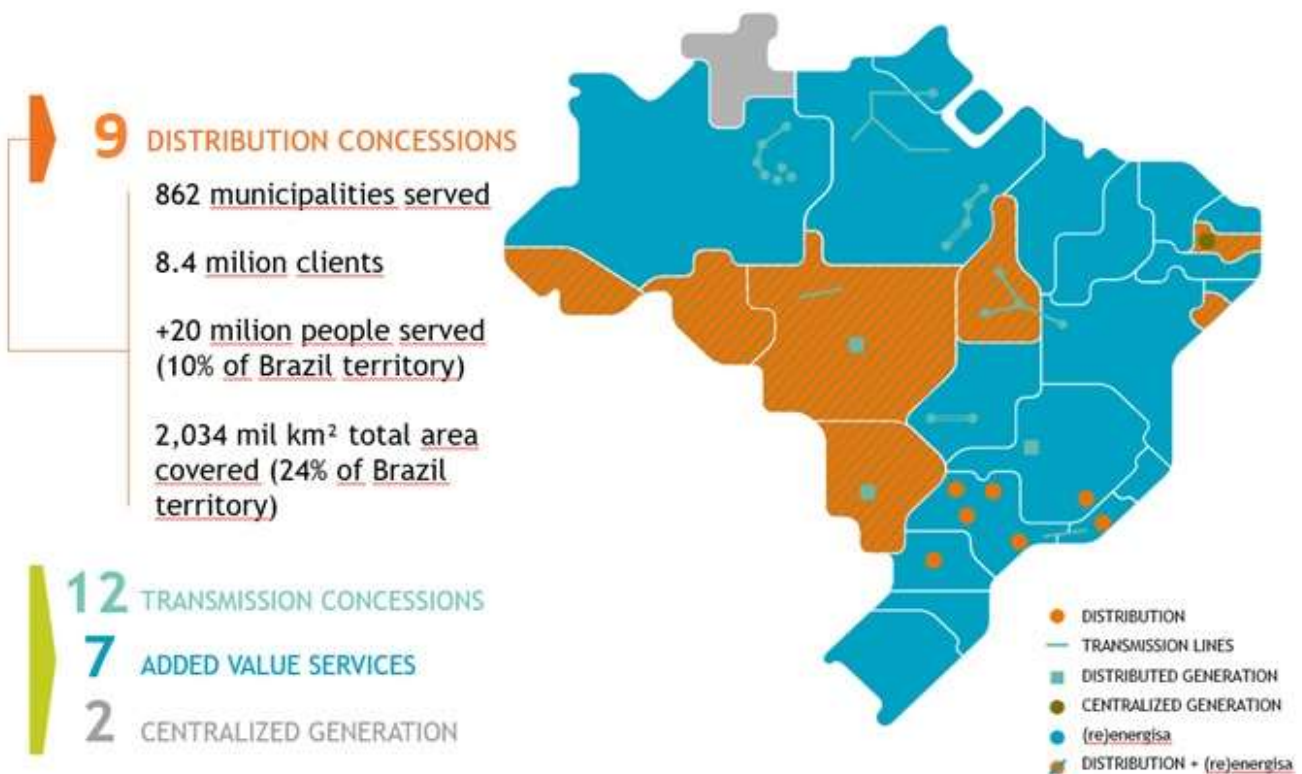 9 DISTRIBUTION CONCESSIONS
862 municipalities served
8.4 milion clients
+20 milion people served
(10% of Brazil territory)
2,034 mil km² total area
covered (24% of Brazil
territory)
12 TRANSMISSION CONCESSIONS
7 ADDED VALUE SERVICES
2 CENTRALIZED GENERATION
DISTRIBUTION
TRANSMISSION LINES
DISTRIBUTED GENERATION
CENTRALIZED GENERATION
(re)energisa
DISTRIBUTION + (re)energisa